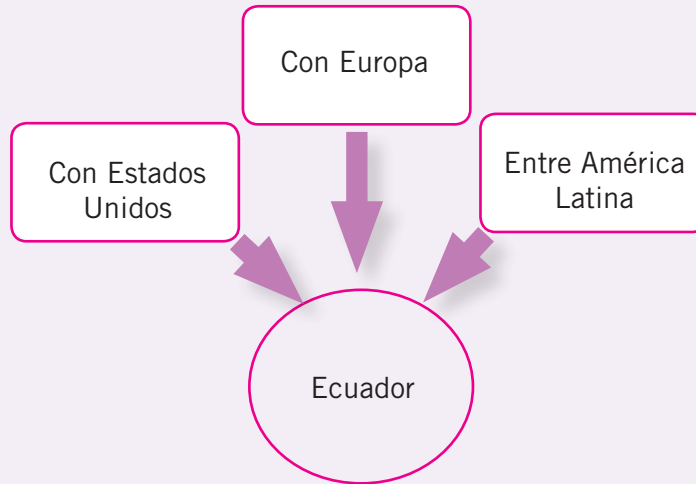 Con Europa
Con Estados
Unidos
Entre América
Latina
Ecuador